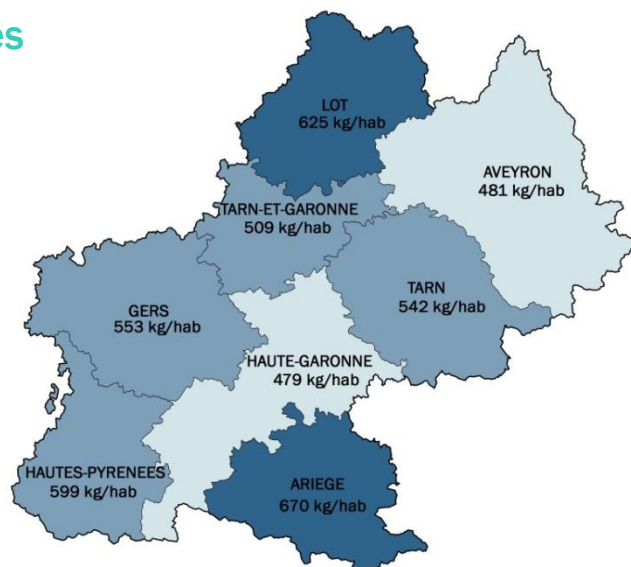 es
LOT
625 kg/hab
AVEYRON
481 kg/hab
TARN-ET-GARONNE
509 kg/hab
TARN
542 kg/hab
GERS
553 kg/hab
HAUTE-GARONNE
479 kg/hab
HAUTES-PYRENEES
599 kg/hab
ARIEGE
670 kg/hab